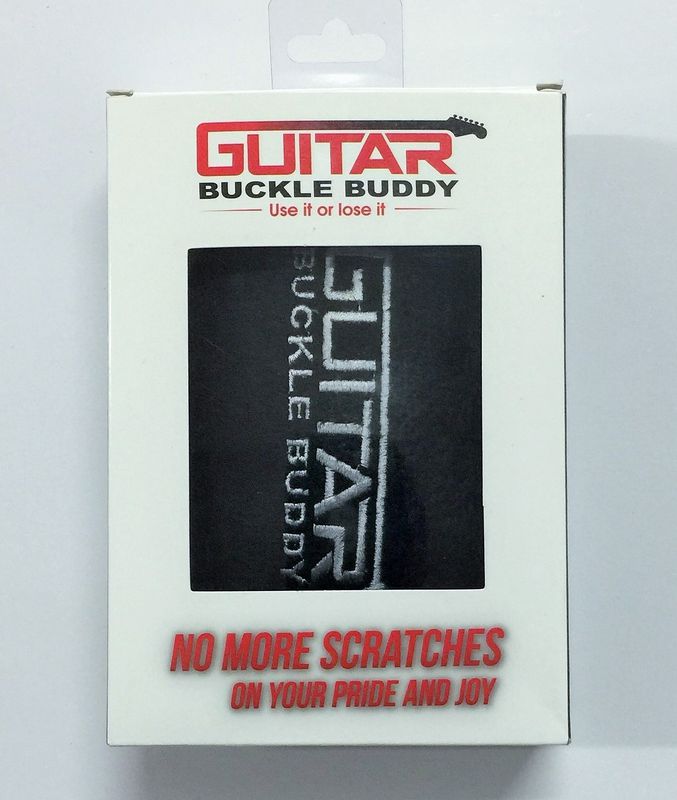 GUITAR
BUCKLE BUDDY
Use it or lose it
GUITAR
BUCKLE BUDDY
NO MORE SCRATCHES
ON YOUR PRIDE AND JOY